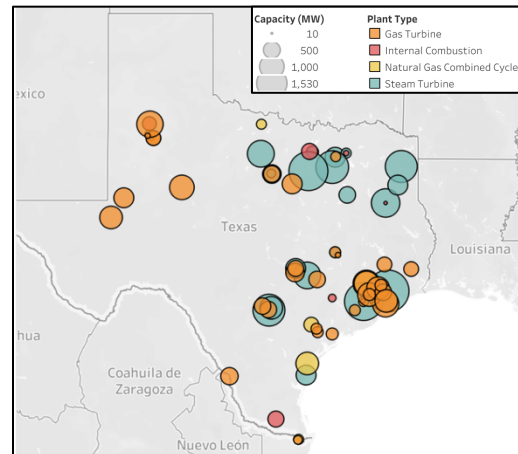 Capacity (MW)
10
500
1,000
1,530
Plant Type
Gas Turbine
Internal Combustion
Natural Gas Combined Cycle
Steam Turbine
exico
Texas
Louisiana
hua
Coahuila de
Zaragoza
Nuevo León